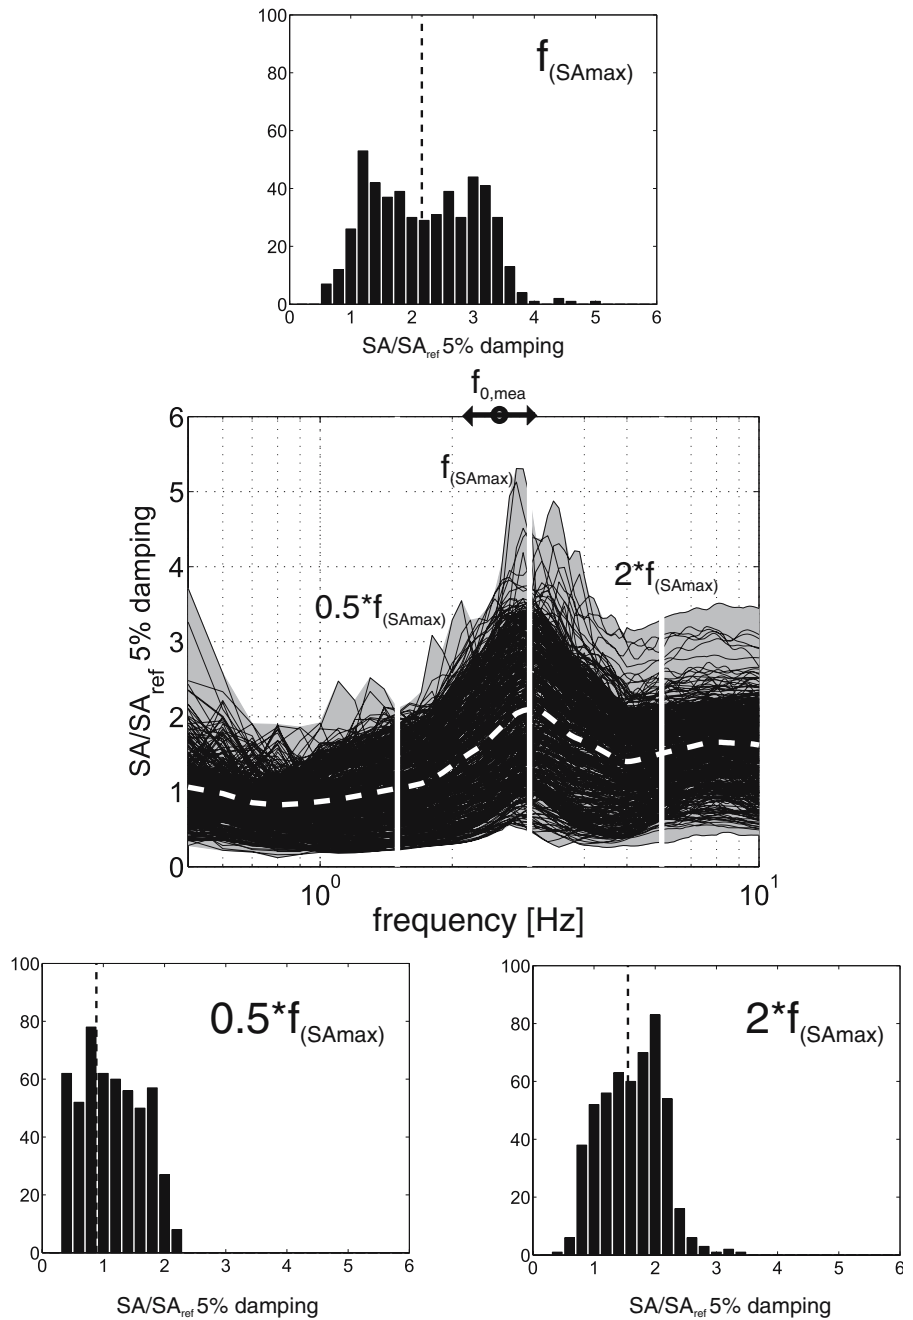 100
80
60
40
20
0
0 1 2 3 4 5 6
f(SAmax)
SA/SAref 5% damping
f0,mea
6
5
4
3
2
1
0
SA/SAref 5% damping
f(SAmax)
0.5*f(SAmax)
2*f(SAmax)
10^0 10^1
frequency [Hz]
100
80
60
40
20
0
0 1 2 3 4 5 6
0.5*f(SAmax)
SA/SAref 5% damping
100
80
60
40
20
0
0 1 2 3 4 5 6
2*f(SAmax)
SA/SAref 5% damping